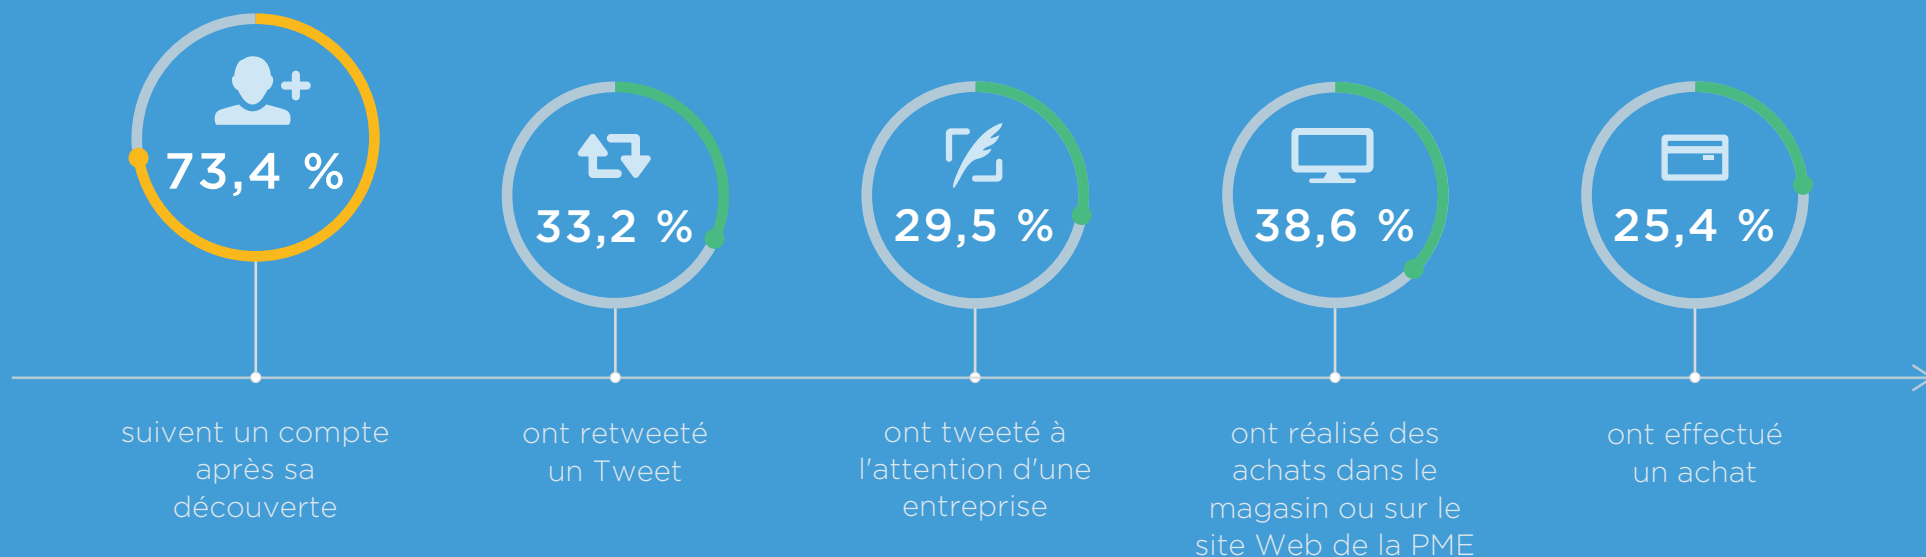 73,4 %
suivent un compte
après sa
découverte
33,2 %
ont retweeté
un Tweet
29,5 %
ont tweeté à
l'attention d'une
entreprise
38,6 %
ont réalisé des
achats dans le
magasin ou sur le
site Web de la PME
25,4 %
ont effectué
un achat